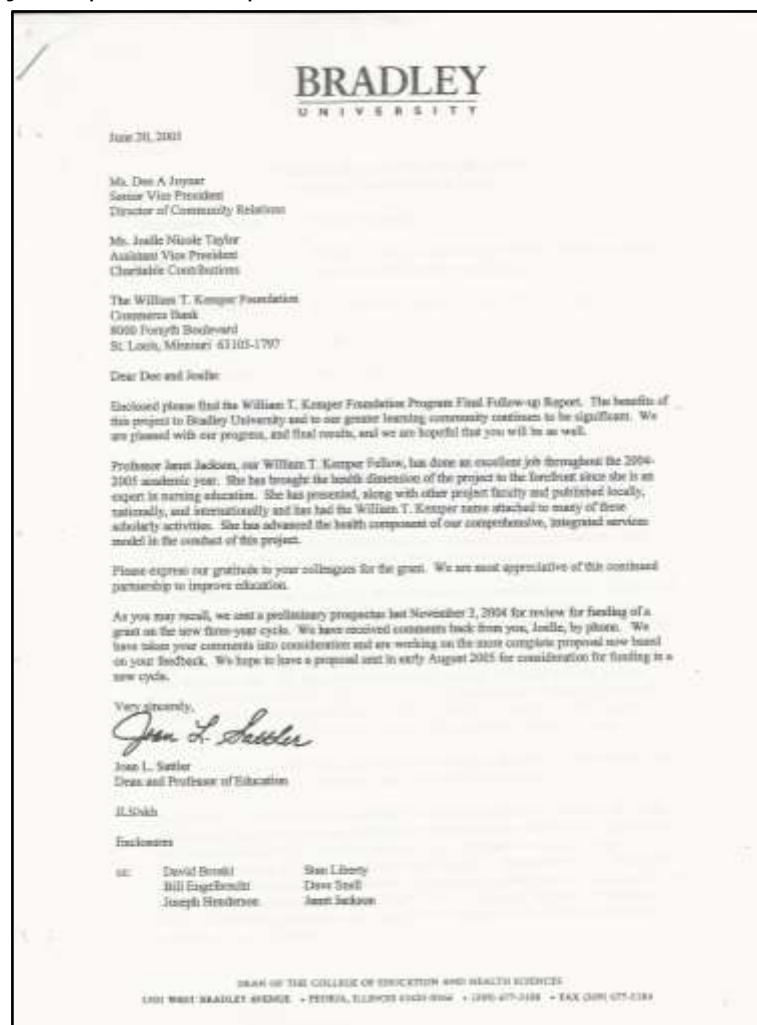 BRADLEY
UNIVERSITY
June 20, 2005
Ms. Dee A Joynar
Senior Vice President
Director of Community Relations
Ms. Joelle Nicole Taylor
Assistant Vice President
Charitable Contributions
The William T. Kemper Foundation
Commerce Bank
8000 Forsyth Boulevard
St. Louis, Missouri 63105-1797
Dear Dee and Joelle:
Enclosed please find the William T. Kemper Foundation Program Final Follow-up Report. The benefits of
this project to Bradley University and to our greater learning community continues to be significant. We
are pleased with our progress, and final results, and we are hopeful that you will be as well.
Professor Janet Jackson, our William T. Kemper Fellow, has done an excellent job throughout the 2004-
2005 academic year. She has brought the health dimension of the project to the forefront since she is an
expert in nursing education. She has presented, along with other project faculty and published locally,
nationally, and internationally and has had the William T. Kemper name attached to many of these
scholarly activities. She has advanced the health component of our comprehensive, integrated services
model in the conduct of this project.
Please express our gratitude to your colleagues for the grant. We are most appreciative of this continued
partnership to improve education.
As you may recall, we sent a preliminary prospectus last November 2, 2004 for review for funding of a
grant on the new three-year cycle. We have received comments back from you, Joelle, by phone. We
have taken your comments into consideration and are working on the more complete proposal now based
on your feedback. We hope to have a proposal sent in early August 2005 for consideration for funding in a
new cycle.
Very sincerely,
Joan L. Sattler
Joan L. Sattler
Dean and Professor of Education
Enclosures
cc: David Stan Liberty
Bill Engelbrecht Dave Snell
Joseph Henderson Janet Jackson
DEAN OF THE COLLEGE OF EDUCATION AND HEALTH SCIENCES
1501 WEST BRADLEY AVENUE • PEORIA, ILLINOIS